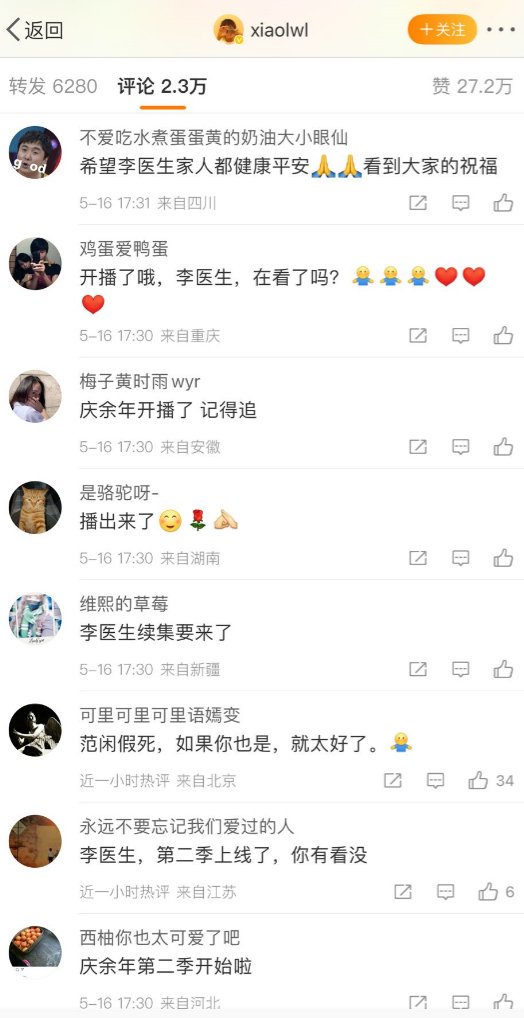 返回
xiaolwl
+关注
转发 6280 评论 2.3万 赞 27.2万
不爱吃水煮蛋蛋黄的奶油大小眼仙
希望李医生家人都健康平安🙏🙏看到大家的祝福
5-16 17:31 来自四川
鸡蛋爱鸭蛋
开播了哦，李医生，在看了吗？🤷‍♂️🤷‍♂️🤷‍♂️❤️❤️
❤️
5-16 17:30 来自重庆
梅子黄时雨wyr
庆余年开播了 记得追
5-16 17:30 来自安徽
是骆驼呀-
播出来了😊🌹🫶🏻
5-16 17:30 来自湖南
维熙的草莓
李医生续集要来了
5-16 17:30 来自新疆
可里可里可里语嫣变
范闲假死，如果你也是，就太好了。🤷‍♂️
近一小时热评 来自北京
34
永远不要忘记我们爱过的人
李医生，第二季上线了，你有看没
近一小时热评 来自江苏
6
西柚你也太可爱了吧
庆余年第二季开始啦
5-16 17:30 来自河北